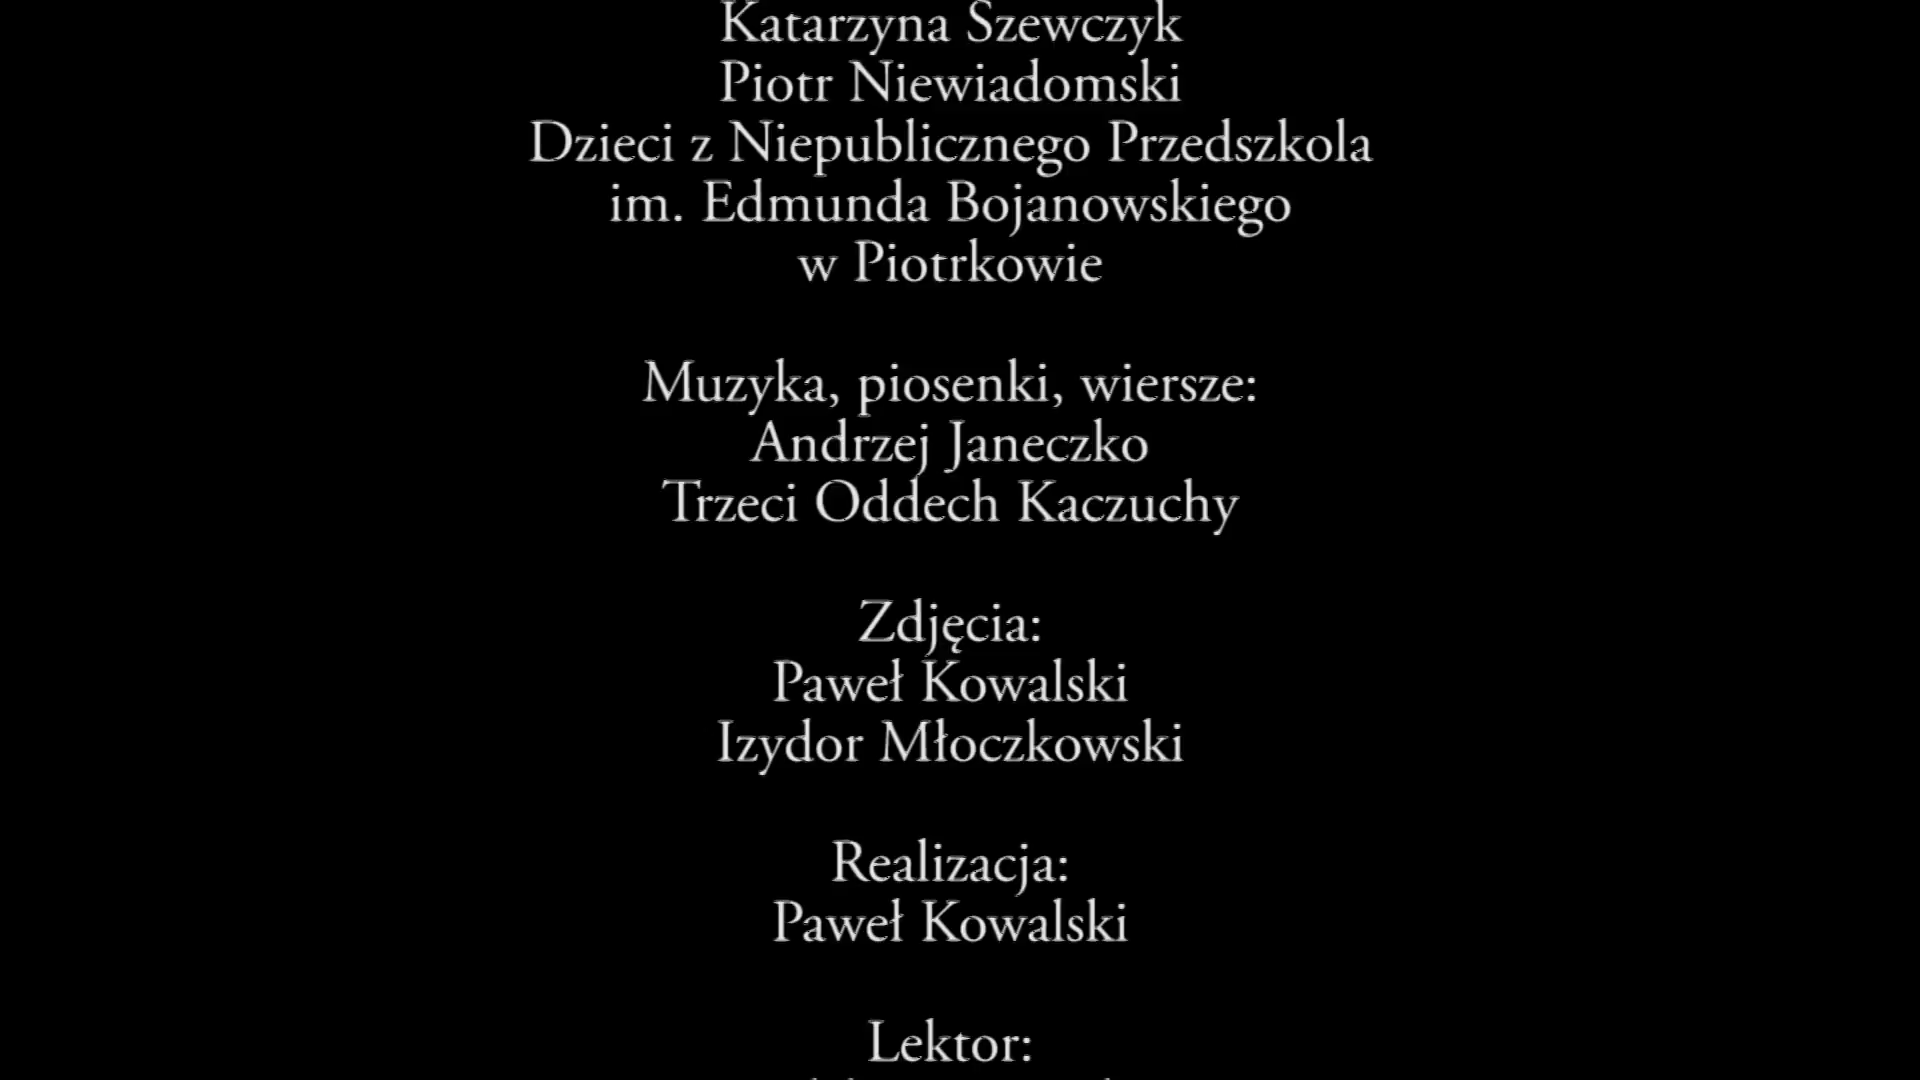 Katarzyna Szewczyk
Piotr Niewiadomski
Dzieci z Niepublicznego Przedszkola
im. Edmunda Bojanowskiego
w Piotrkowie
Muzyka, piosenki, wiersze:
Andrzej Janeczko
Trzeci Oddech Kaczuchy
Zdjęcia:
Paweł Kowalski
Izydor Młoczkowski
Realizacja:
Paweł Kowalski
Lektor: